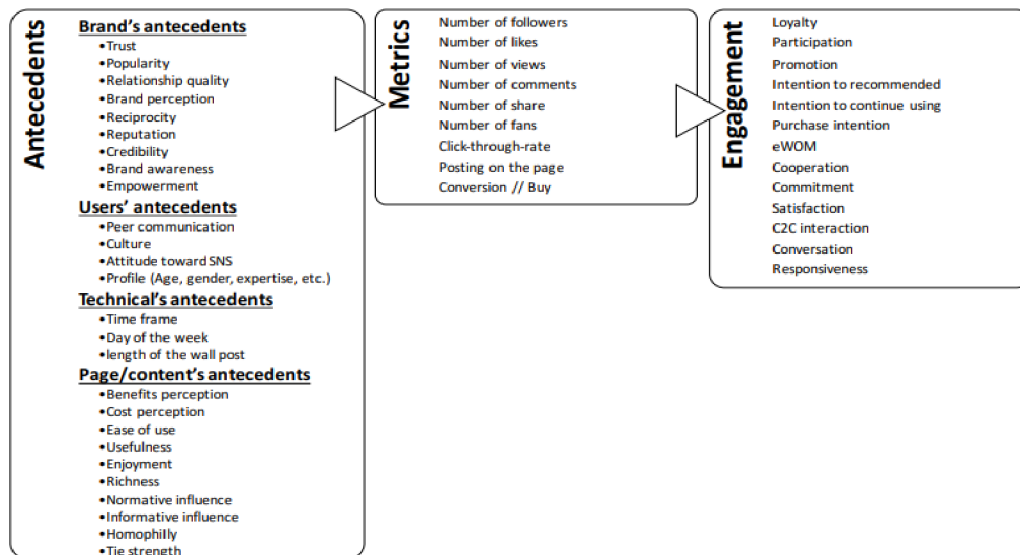 Antecedents
Brand's antecedents
•Trust
•Popularity
•Relationship quality
•Brand perception
•Reciprocity
•Reputation
•Credibility
•Brand awareness
•Empowerment
Users' antecedents
•Peer communication
•Culture
•Attitude toward SNS
•Profile (Age, gender, expertise, etc.)
Technical's antecedents
•Time frame
•Day of the week
•length of the wall post
Page/content's antecedents
•Benefits perception
•Cost perception
•Ease of use
•Usefulness
•Enjoyment
•Richness
•Normative influence
•Informative influence
•Homophilly
•Tie strength
Metrics
Number of followers
Number of likes
Number of views
Number of comments
Number of share
Number of fans
Click-through-rate
Posting on the page
Conversion // Buy
Engagement
Loyalty
Participation
Promotion
Intention to recommended
Intention to continue using
Purchase intention
eWOM
Cooperation
Commitment
Satisfaction
C2C interaction
Conversation
Responsiveness